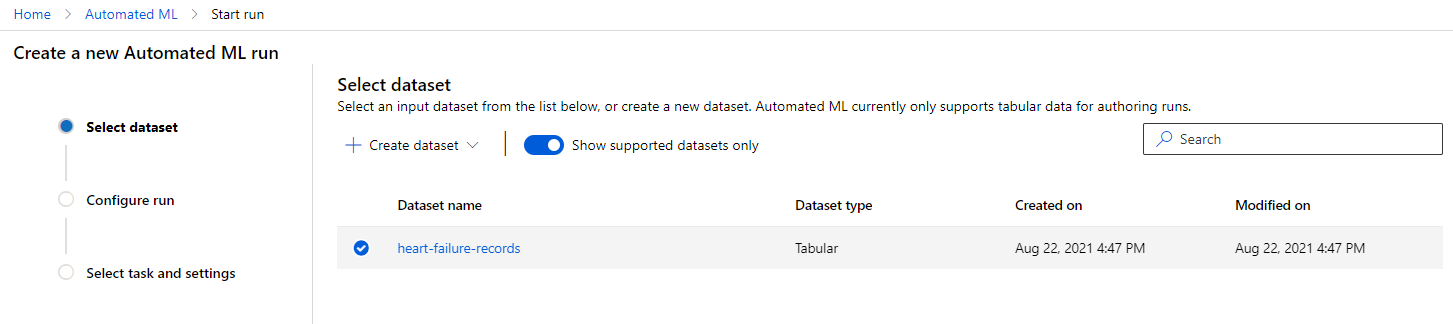 Home > Automated ML > Start run
Create a new Automated ML run
Select dataset
Configure run
Select task and settings
Select dataset
Select an input dataset from the list below, or create a new dataset. Automated ML currently only supports tabular data for authoring runs.
Create dataset Show supported datasets only Search
Dataset name Dataset type Created on Modified on
heart-failure-records Tabular Aug 22, 2021 4:47 PM Aug 22, 2021 4:47 PM